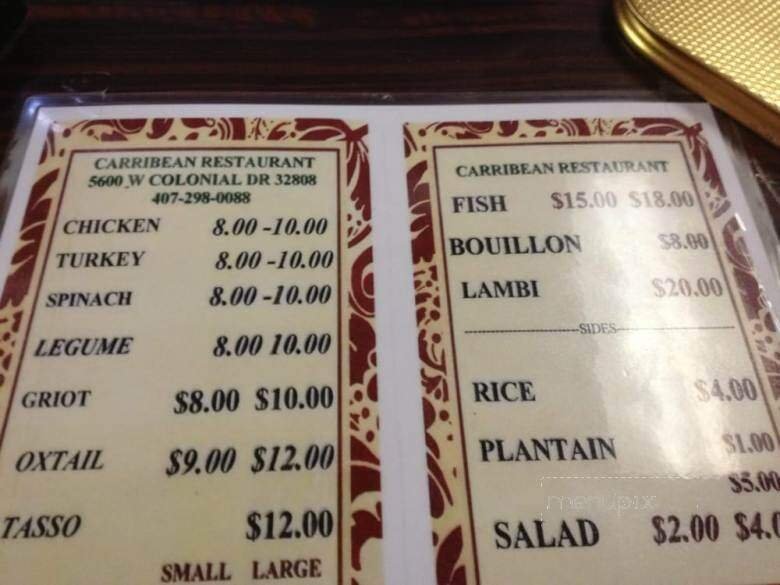 CARRIBEAN RESTAURANT
5600 W COLONIAL DR 32808
407-298-0088
CHICKEN 8.00 -10.00
TURKEY 8.00 -10.00
SPINACH 8.00 -10.00
LEGUME 8.00 10.00
GRIOT $8.00 $10.00
OXTAIL $9.00 $12.00
TASSO $12.00
SMALL LARGE
CARRIBEAN RESTAURANT
FISH $15.00 $18.00
BOUILLON $8.00
LAMBI $20.00
SIDES
RICE $4.00
PLANTAIN $1.00
$5.00
SALAD $2.00
menupix